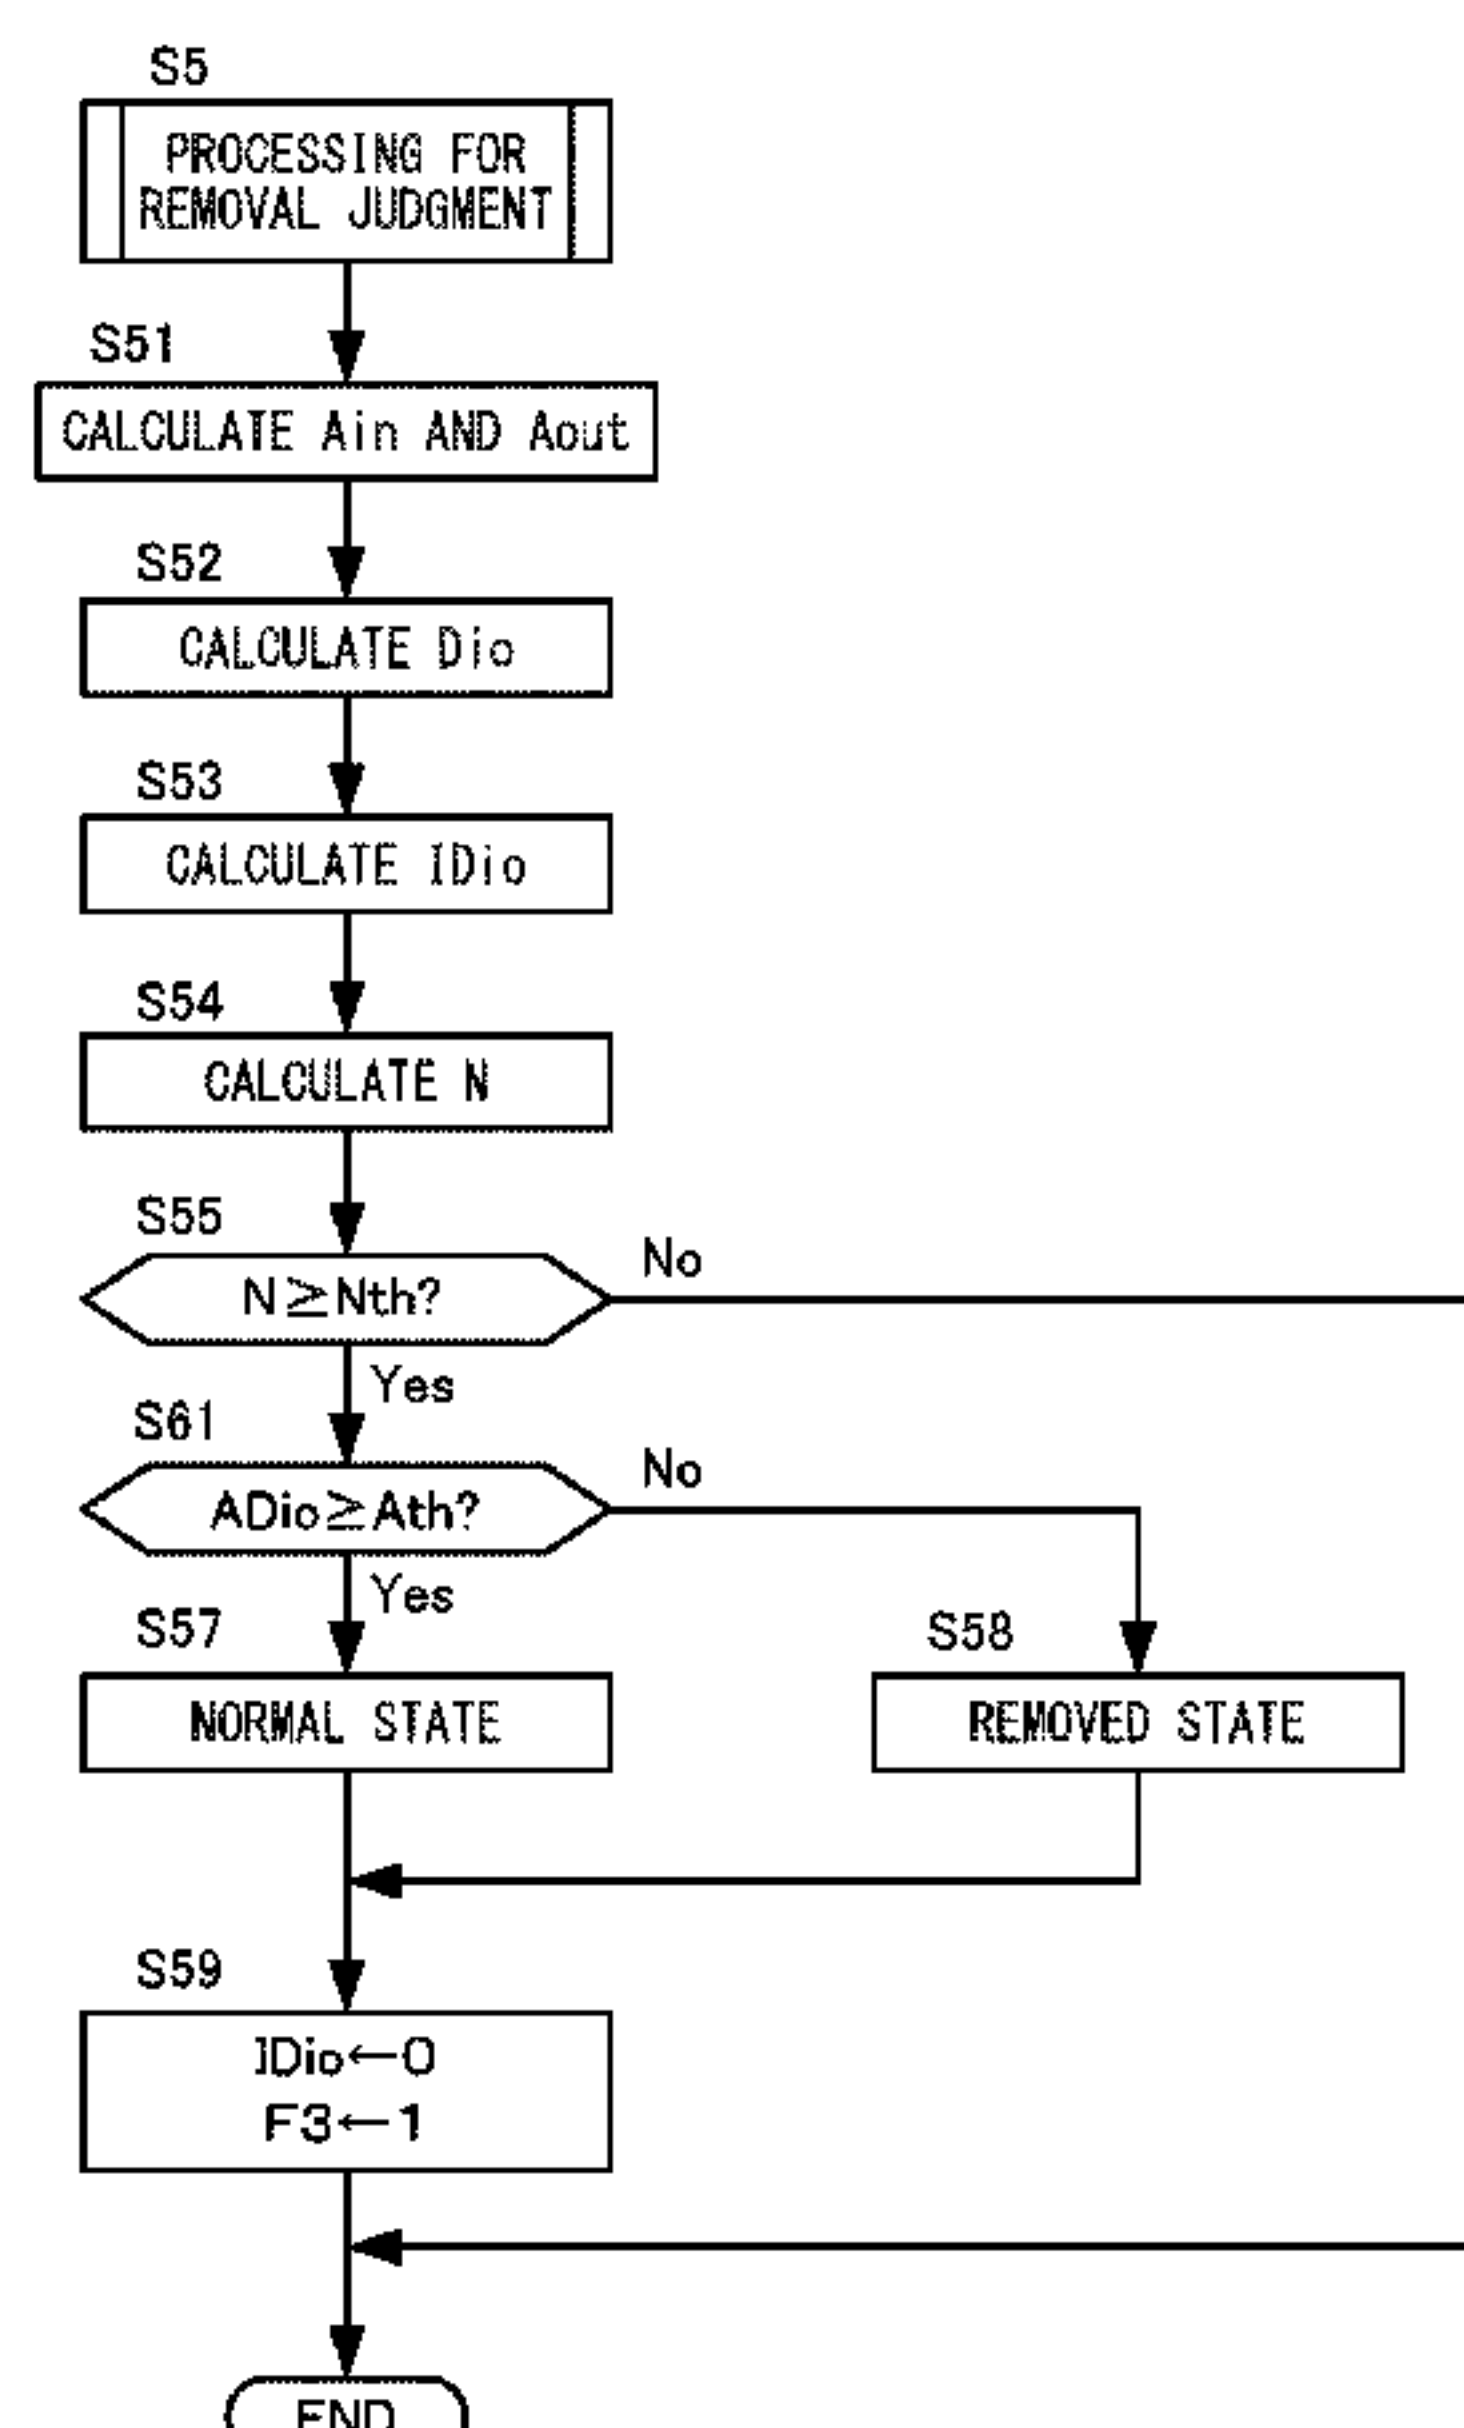 S5
PROCESSING FOR
REMOVAL JUDGMENT
S51
CALCULATE Ain AND Aout
S52
CALCULATE Dio
S53
CALCULATE IDio
S54
CALCULATE N
S55
N≧Nth?
No
Yes
S61
ADio≧Ath?
No
Yes
S57
NORMAL STATE
S58
REMOVED STATE
S59
IDio←0
F3←1
END